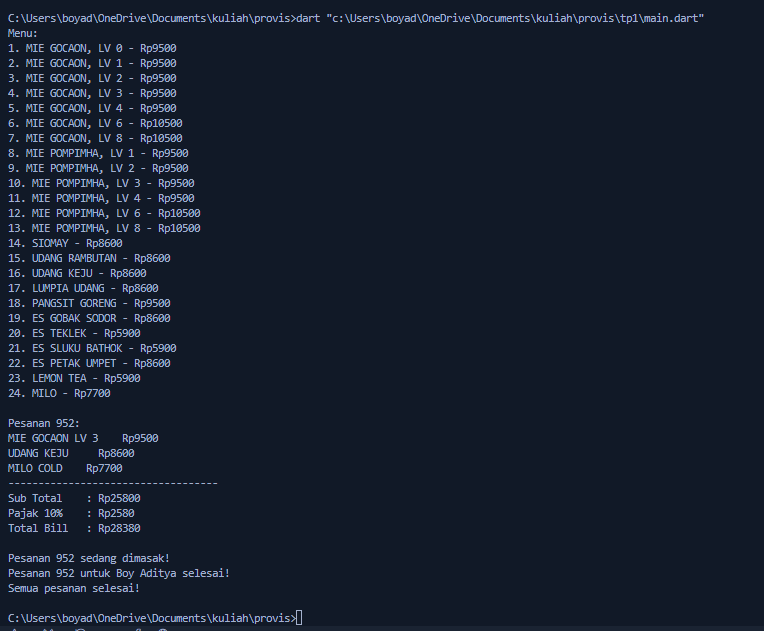 C:\Users\boyad\OneDrive\Documents\kuliah\provis>dart "c:\Users\boyad\OneDrive\Documents\kuliah\provis\tp1\main.dart"
Menu:
1. MIE GOCAON, LV 0 - Rp9500
2. MIE GOCAON, LV 1 - Rp9500
3. MIE GOCAON, LV 2 - Rp9500
4. MIE GOCAON, LV 3 - Rp9500
5. MIE GOCAON, LV 4 - Rp9500
6. MIE GOCAON, LV 6 - Rp10500
7. MIE GOCAON, LV 8 - Rp10500
8. MIE POMPIMHA, LV 1 - Rp9500
9. MIE POMPIMHA, LV 2 - Rp9500
10. MIE POMPIMHA, LV 3 - Rp9500
11. MIE POMPIMHA, LV 4 - Rp9500
12. MIE POMPIMHA, LV 6 - Rp10500
13. MIE POMPIMHA, LV 8 - Rp10500
14. SIOMAY - Rp8600
15. UDANG RAMBUTAN - Rp8600
16. UDANG KEJU - Rp8600
17. LUMPIA UDANG - Rp8600
18. PANGSIT GORENG - Rp9500
19. ES GOBAK SODOR - Rp8600
20. ES TEKLEK - Rp5900
21. ES SLUKU BATHOK - Rp5900
22. ES PETAK UMPET - Rp8600
23. LEMON TEA - Rp5900
24. MILO - Rp7700
Pesanan 952:
MIE GOCAON LV 3    Rp9500
UDANG KEJU     Rp8600
MILO COLD    Rp7700
-----------------------------------
Sub Total    : Rp25800
Pajak 10%    : Rp2580
Total Bill   : Rp28380
Pesanan 952 sedang dimasak!
Pesanan 952 untuk Boy Aditya selesai!
Semua pesanan selesai!
C:\Users\boyad\OneDrive\Documents\kuliah\provis>